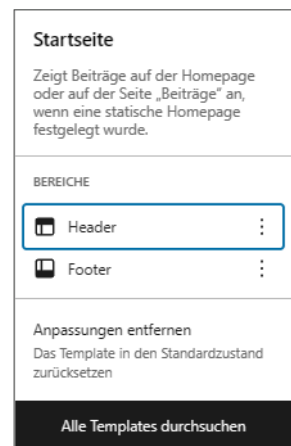 Startseite
Zeigt Beiträge auf der Homepage
oder auf der Seite „Beiträge“ an,
wenn eine statische Homepage
festgelegt wurde.
BEREICHE
Header
Footer
Anpassungen entfernen
Das Template in den Standardzustand
zurücksetzen
Alle Templates durchsuchen